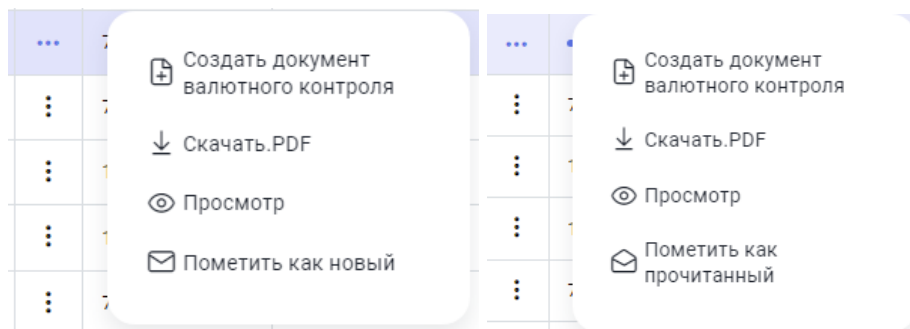 Создать документ
валютного контроля
Скачать.PDF
Просмотр
Пометить как новый
Создать документ
валютного контроля
Скачать.PDF
Просмотр
Пометить как
прочитанный